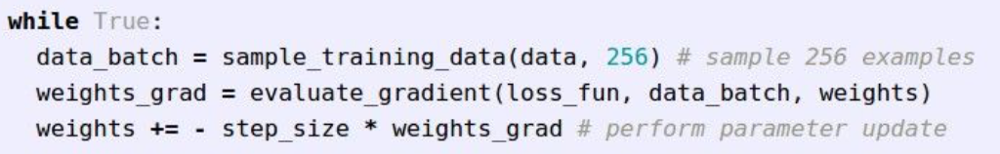 while True:
  data_batch = sample_training_data(data, 256) # sample 256 examples
  weights_grad = evaluate_gradient(loss_fun, data_batch, weights)
  weights += - step_size * weights_grad # perform parameter update